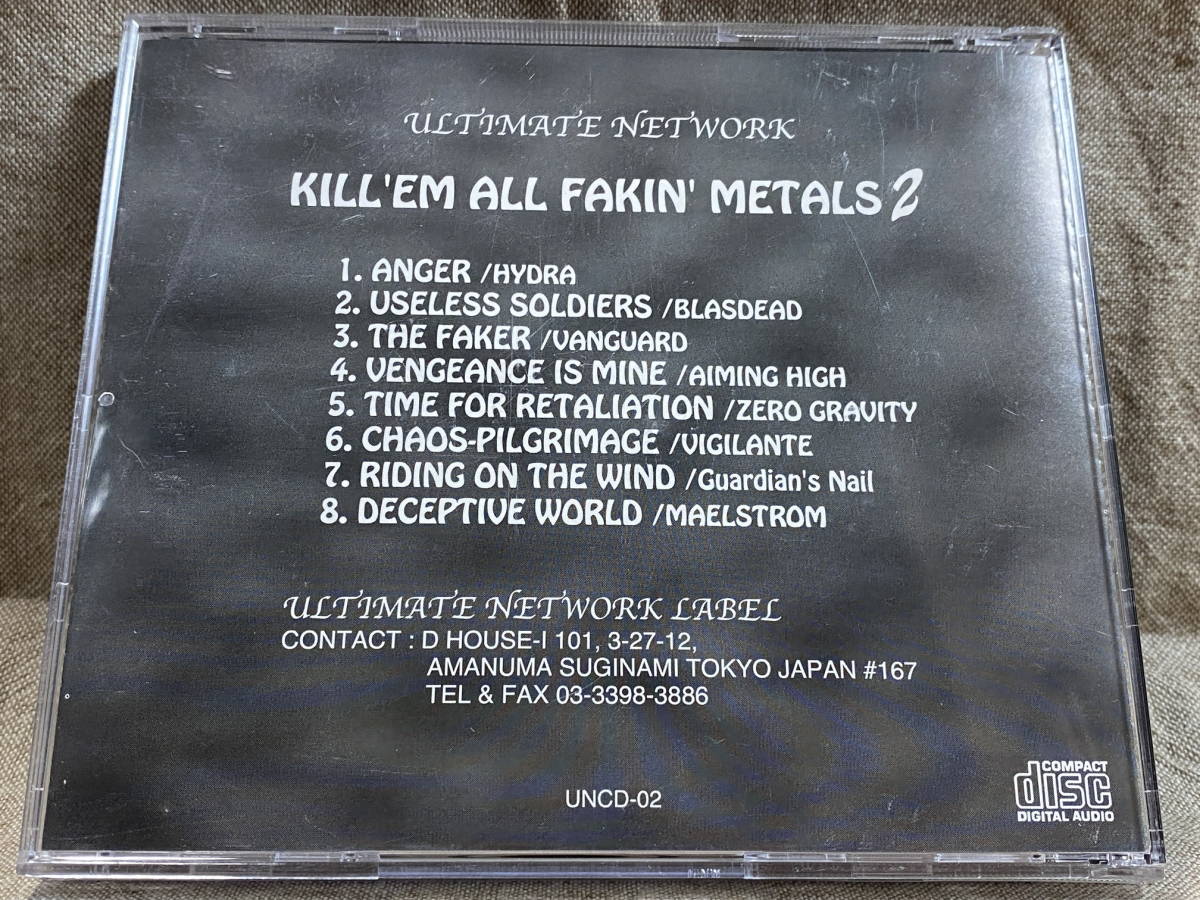 ULTIMATE NETWORK
KILL'EM ALL FAKIN' METALS 2
1. ANGER /HYDRA
2. USELESS SOLDIERS /BLASDEAD
3. THE FAKER /VANGUARD
4. VENGEANCE IS MINE /AIMING HIGH
5. TIME FOR RETALIATION /ZERO GRAVITY
6. CHAOS-PILGRIMAGE /VIGILANTE
7. RIDING ON THE WIND /Guardian's Nail
8. DECEPTIVE WORLD /MAELSTROM
ULTIMATE NETWORK LABEL
CONTACT : D HOUSE-I 101, 3-27-12,
AMANUMA SUGINAMI TOKYO JAPAN #167
TEL & FAX 03-3398-3886
UNCD-02
COMPACT
disc
DIGITAL AUDIO